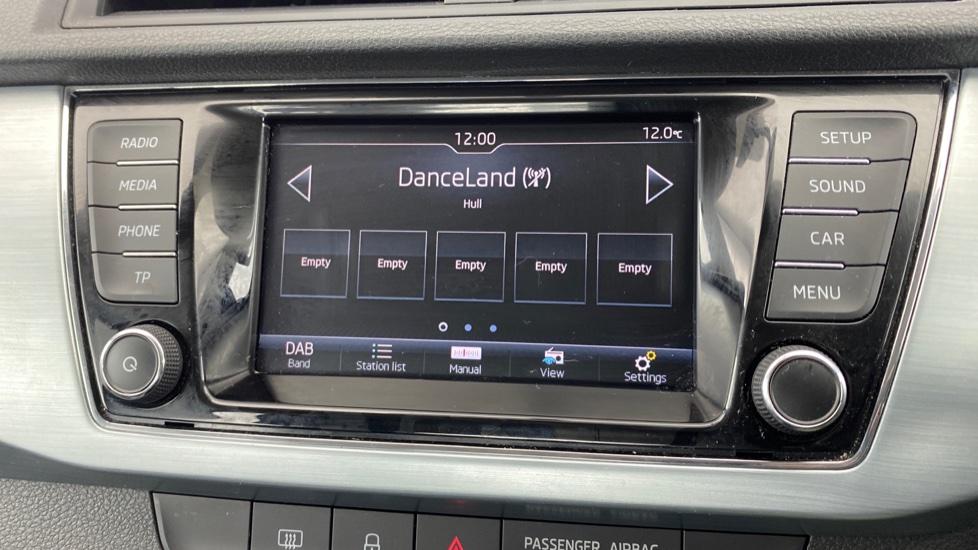 12:00
12.0°C
DanceLand
Hull
Empty Empty Empty Empty Empty
DAB
Band
Station list
Manual
View
Settings
RADIO
MEDIA
PHONE
TP
SETUP
SOUND
CAR
MENU
PASSENGER AIRBAG